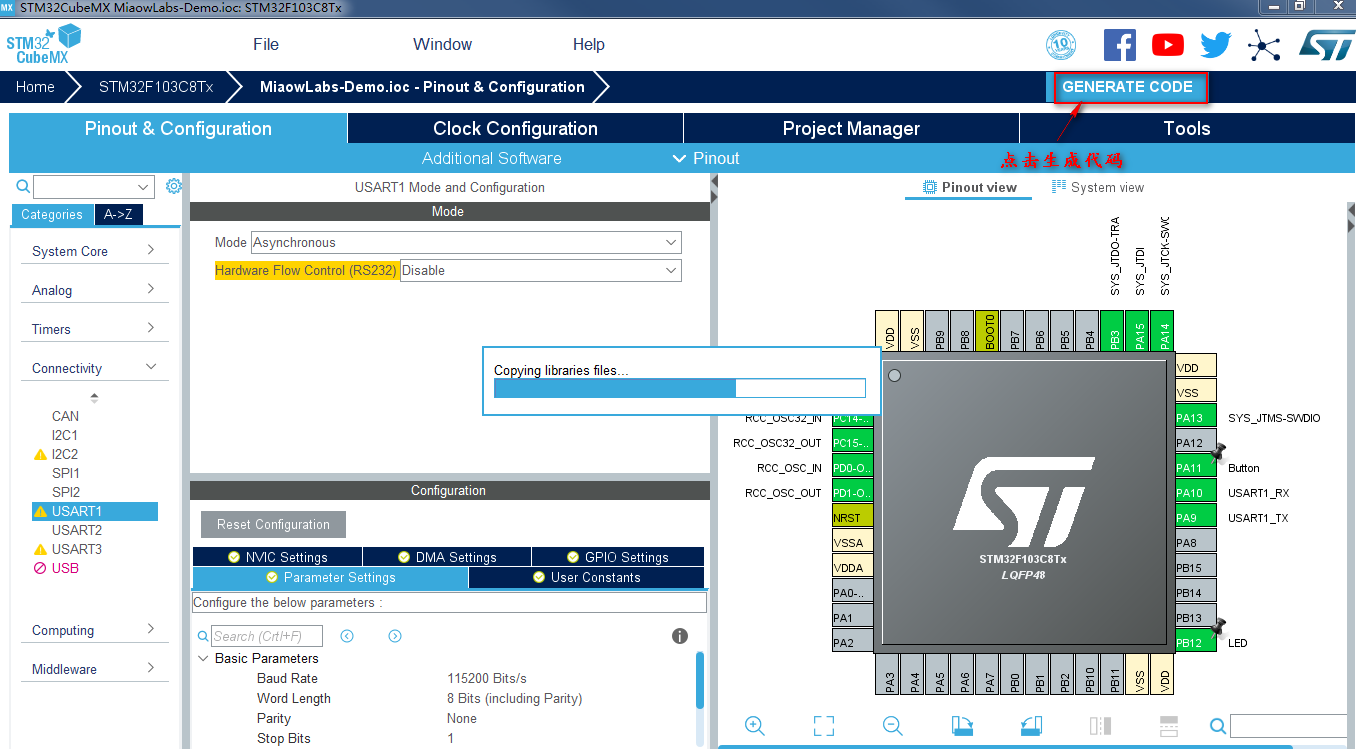 MX STM32CubeMX MiaowLabs-Demo.ioc: STM32F103C8Tx
STM32
CubeMX
File Window Help
10
ST
Home STM32F103C8Tx MiaowLabs-Demo.ioc - Pinout & Configuration GENERATE CODE
Pinout & Configuration Clock Configuration Project Manager Tools
Additional Software Pinout
点击生成代码
Categories A->Z
System Core
Analog
Timers
Connectivity
CAN
I2C1
I2C2
SPI1
SPI2
USART1
USART2
USART3
USB
Computing
Middleware
USART1 Mode and Configuration
Mode
Mode Asynchronous
Hardware Flow Control (RS232) Disable
Copying libraries files...
Configuration
Reset Configuration
NVIC Settings DMA Settings GPIO Settings
Parameter Settings User Constants
Configure the below parameters :
Search (Crtl+F)
Basic Parameters
Baud Rate 115200 Bits/s
Word Length 8 Bits (including Parity)
Parity None
Stop Bits 1
Pinout view System view
SYS_JTDO-TRA
SYS_JTDI
SYS_JTCK-SWC
VDD
VSS
PB9
PB8
BOOT0
PB7
PB6
PB5
PB4
PB3
PA15
PA14
RCC_OSC32_IN PC14-..
RCC_OSC32_OUT PC15-..
RCC_OSC_IN PD0-O..
RCC_OSC_OUT PD1-O..
NRST
VSSA
VDDA
PA0-..
PA1
PA2
ST
STM32F103C8Tx
LQFP48
VDD
VSS
PA13 SYS_JTMS-SWDIO
PA12
PA11 Button
PA10 USART1_RX
PA9 USART1_TX
PA8
PB15
PB14
PB13
PB12 LED
PA3
PA4
PA5
PA6
PA7
PB0
PB1
PB2
PB10
PB11
VSS
VDD